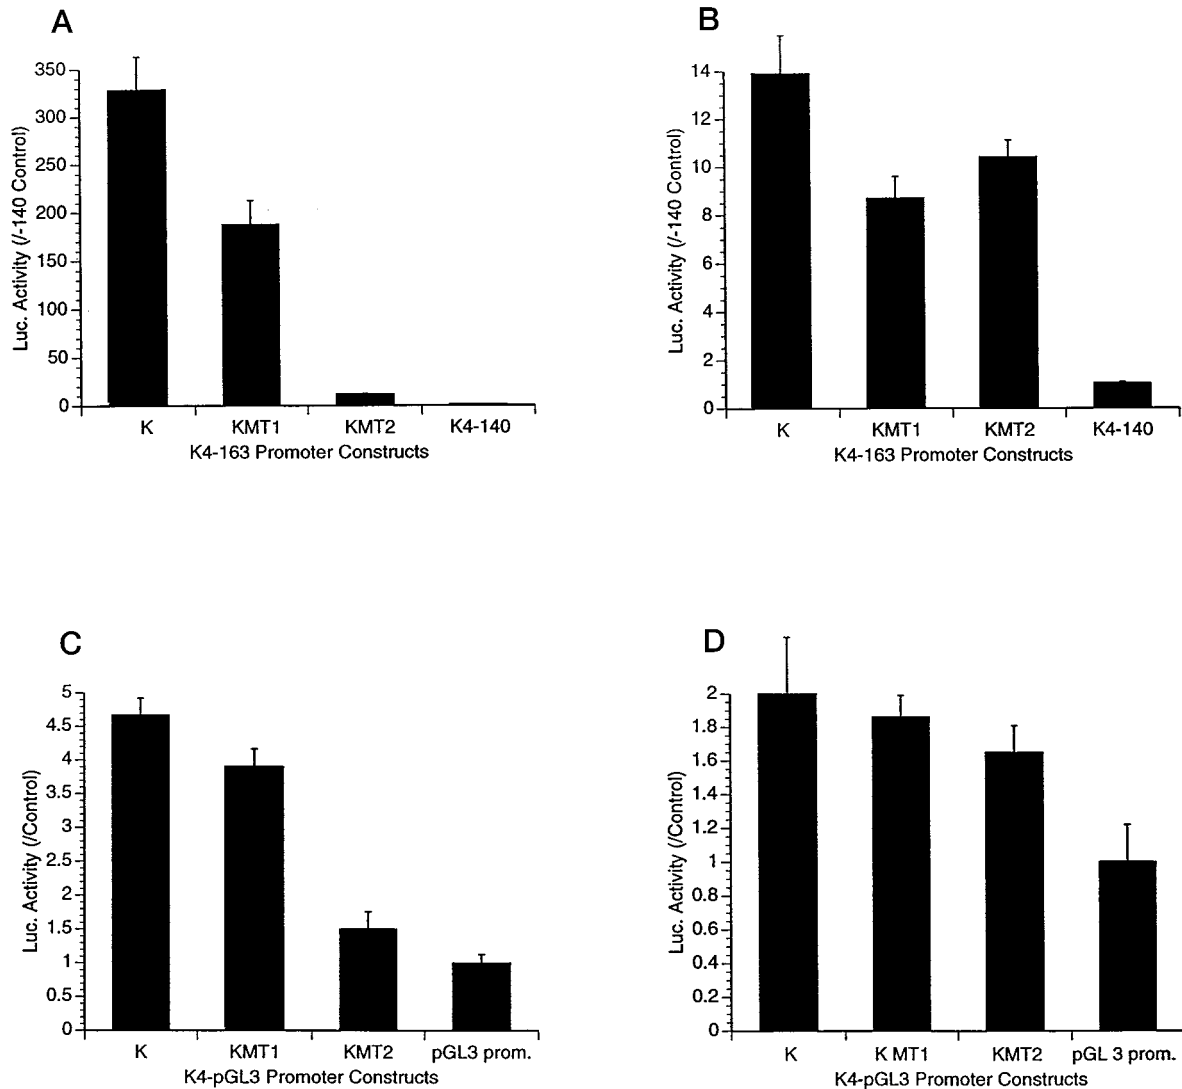 A
350
300
250
200
150
100
50
0
Luc. Activity (/-140 Control)
K KMT1 KMT2 K4-140
K4-163 Promoter Constructs
B
14
12
10
8
6
4
2
0
Luc. Activity (/-140 Control)
K KMT1 KMT2 K4-140
K4-163 Promoter Constructs
C
5
4.5
4
3.5
3
2.5
2
1.5
1
0.5
0
Luc. Activity (/Control)
K KMT1 KMT2 pGL3 prom.
K4-pGL3 Promoter Constructs
D
2
1.8
1.6
1.4
1.2
1
0.8
0.6
0.4
0.2
0
Luc. Activity (/Control)
K K MT1 KMT2 pGL 3 prom.
K4-pGL3 Promoter Constructs